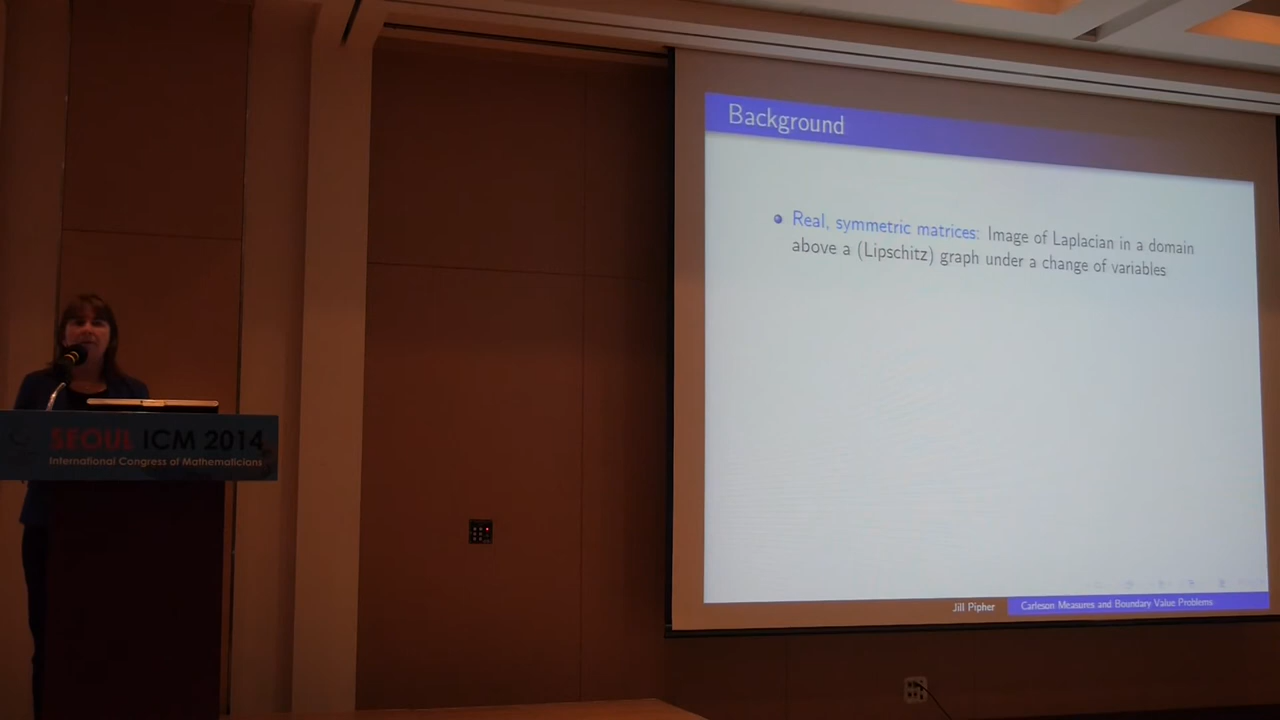 Background
Real, symmetric matrices: Image of Laplacian in a domain
above a (Lipschitz) graph under a change of variables
SEOUL ICM 2014
International Congress of Mathematicians
Jill Pipher
Carleson Measures and Boundary Value Problems